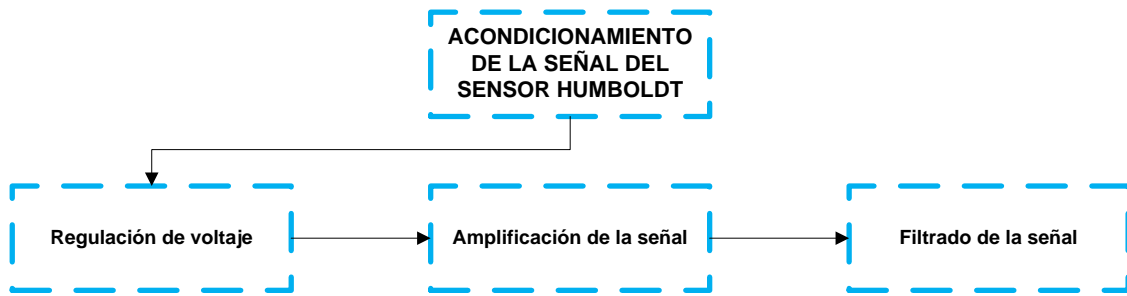 ACONDICIONAMIENTO
DE LA SEÑAL DEL
SENSOR HUMBOLDT
Regulación de voltaje
Amplificación de la señal
Filtrado de la señal